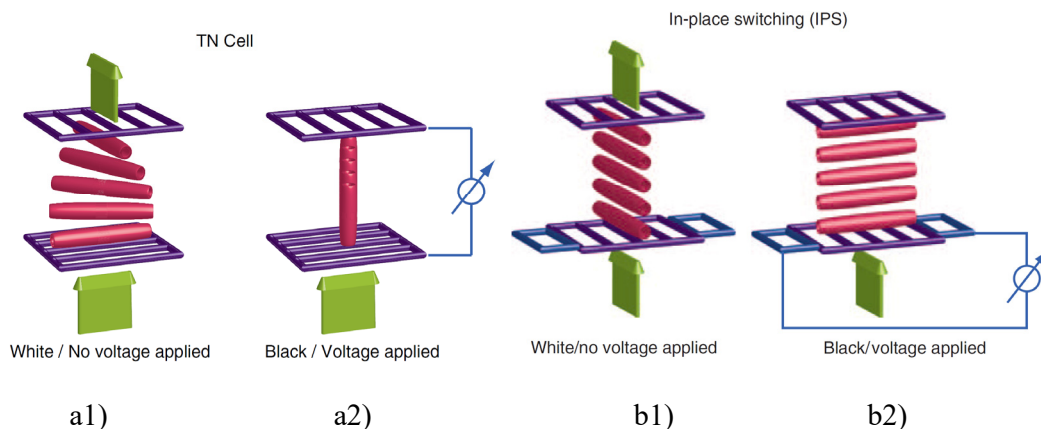 In-place switching (IPS)
TN Cell
White / No voltage applied
Black / Voltage applied
White/no voltage applied
Black/voltage applied
a1)
a2)
b1)
b2)